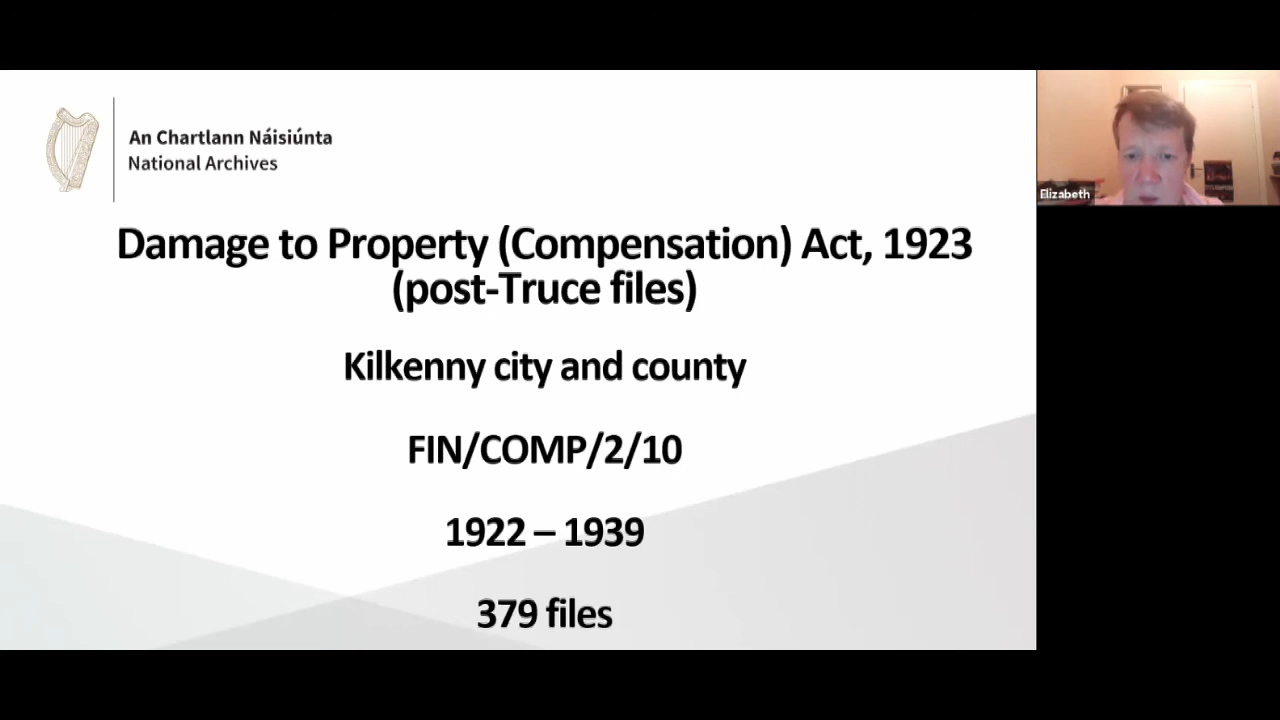 An Chartlann Náisiúnta
National Archives
Damage to Property (Compensation) Act, 1923
(post-Truce files)
Kilkenny city and county
FIN/COMP/2/10
1922 – 1939
379 files
Elizabeth